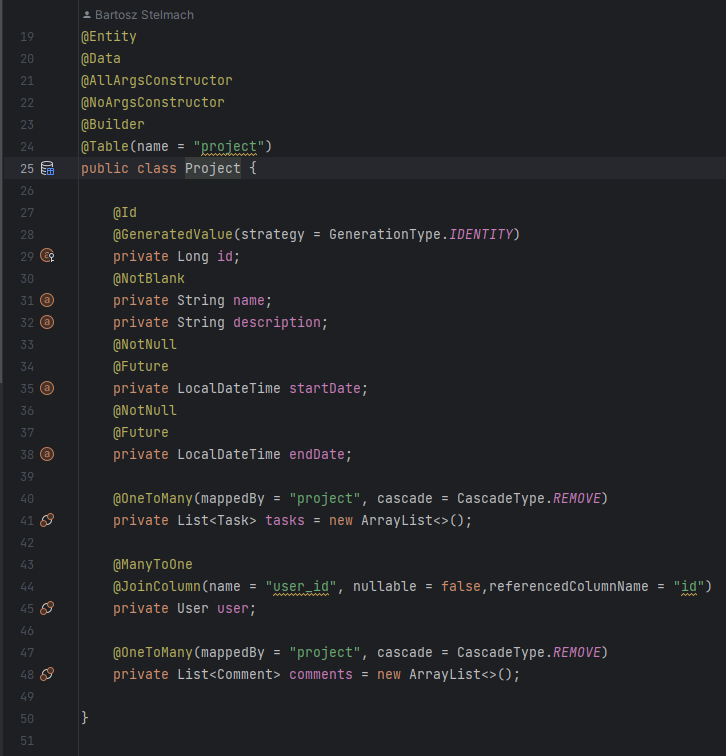 Bartosz Stelmach
19 @Entity
20 @Data
21 @AllArgsConstructor
22 @NoArgsConstructor
23 @Builder
24 @Table(name = "project")
25 public class Project {
26
27     @Id
28     @GeneratedValue(strategy = GenerationType.IDENTITY)
29     private Long id;
30     @NotBlank
31     private String name;
32     private String description;
33     @NotNull
34     @Future
35     private LocalDateTime startDate;
36     @NotNull
37     @Future
38     private LocalDateTime endDate;
39
40     @OneToMany(mappedBy = "project", cascade = CascadeType.REMOVE)
41     private List<Task> tasks = new ArrayList<>();
42
43     @ManyToOne
44     @JoinColumn(name = "user_id", nullable = false,referencedColumnName = "id")
45     private User user;
46
47     @OneToMany(mappedBy = "project", cascade = CascadeType.REMOVE)
48     private List<Comment> comments = new ArrayList<>();
49
50 }
51